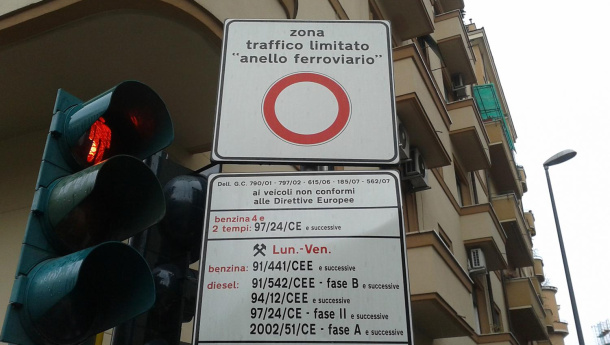 zona
traffico limitato
"anello ferroviario"
Dell. G.C. 790/01 - 797/02 - 615/06 - 185/07 - 562/07
ai veicoli non conformi
alle Direttive Europee
benzina 4 e
2 tempi: 97/24/CE e successive
Lun.-Ven.
benzina: 91/441/CEE e successive
diesel: 91/542/CEE - fase B e successive
94/12/CEE e successive
97/24/CE - fase II e successive
2002/51/CE - fase A e successive